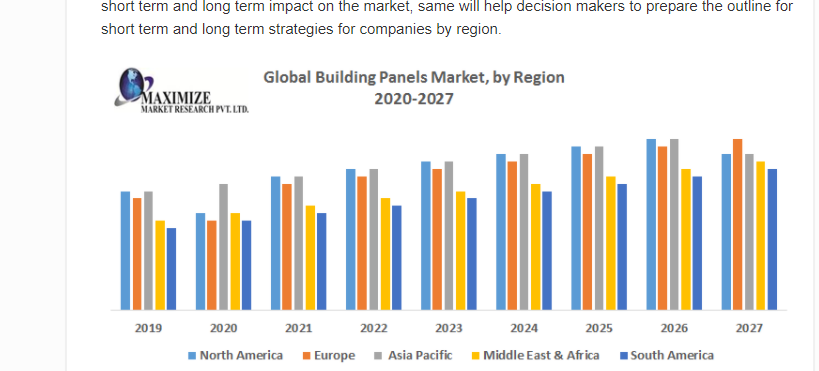 short term and long term impact on the market, same will help decision makers to prepare the outline for
short term and long term strategies for companies by region.
MAXIMIZE
MARKET RESEARCH PVT. LTD.
Global Building Panels Market, by Region
2020-2027
2019 2020 2021 2022 2023 2024 2025 2026 2027
North America Europe Asia Pacific Middle East & Africa South America